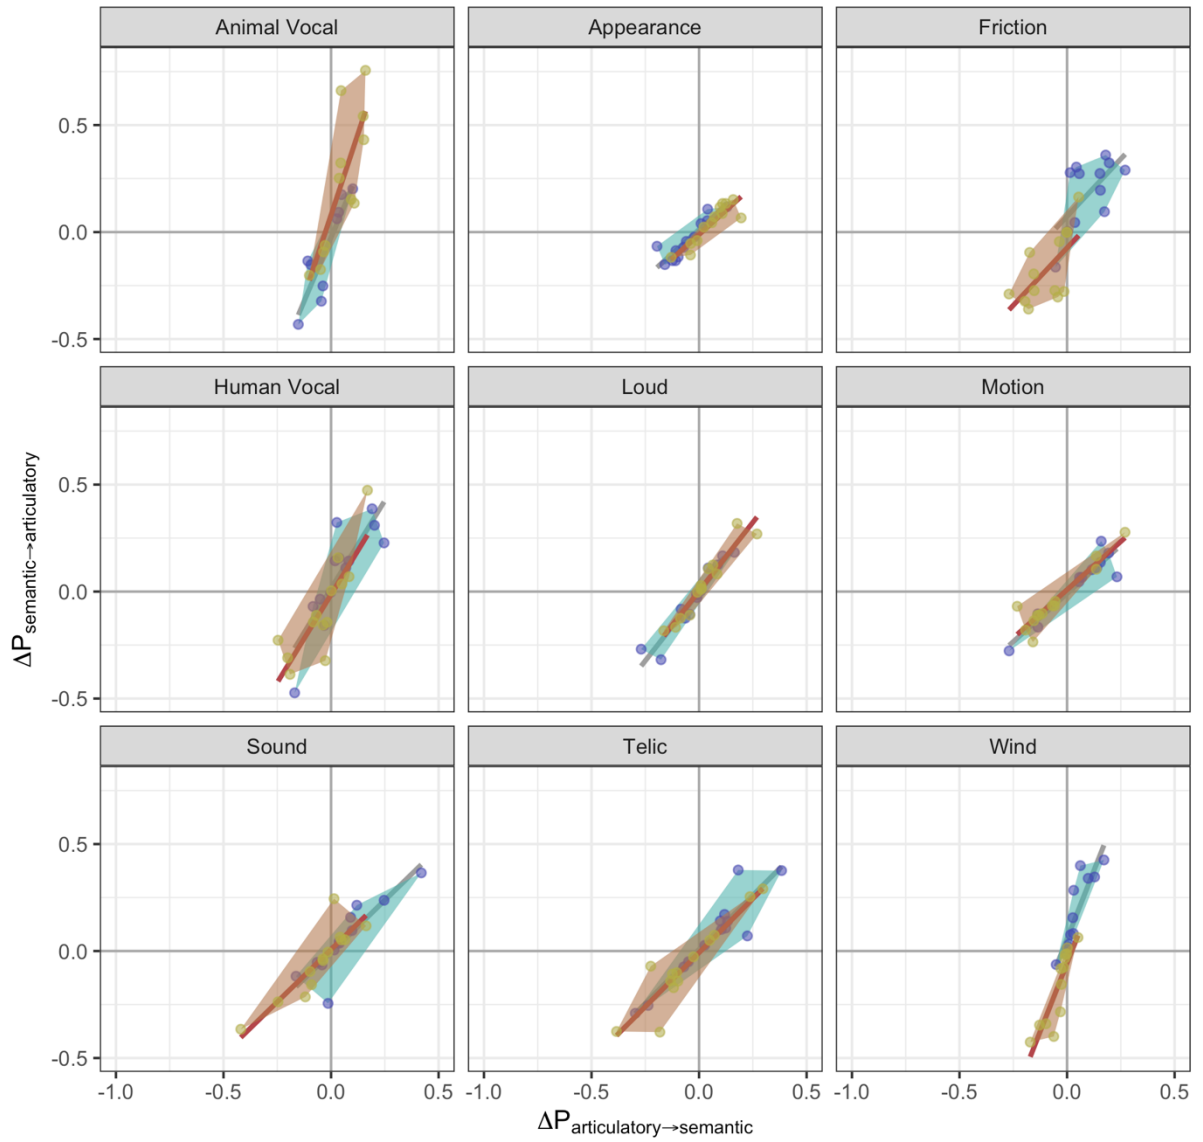 Animal Vocal Appearance Friction
0.5
0.0
-0.5
Human Vocal Loud Motion
0.5
0.0
-0.5
ΔPsemantic→articulatory
Sound Telic Wind
0.5
0.0
-0.5
-1.0 -0.5 0.0 0.5 -1.0 -0.5 0.0 0.5 -1.0 -0.5 0.0 0.5
ΔParticulatory→semantic